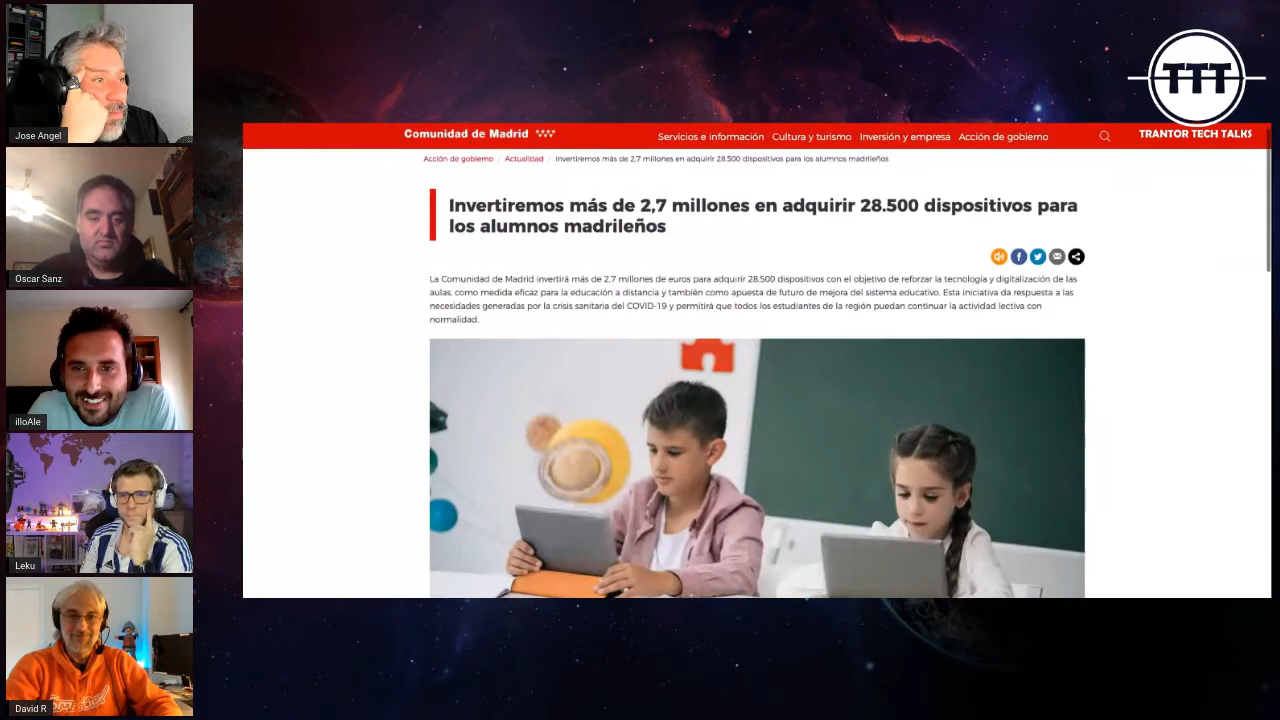 Jose Angel
Oscar Sanz
illoAle
Leku
David R
TTT
TRANTOR TECH TALKS
Comunidad de Madrid
Servicios e información Cultura y turismo Inversión y empresa Acción de gobierno
Acción de gobierno / Actualidad / Invertiremos más de 2,7 millones en adquirir 28.500 dispositivos para los alumnos madrileños
Invertiremos más de 2,7 millones en adquirir 28.500 dispositivos para
los alumnos madrileños
La Comunidad de Madrid invertirá más de 2,7 millones de euros para adquirir 28.500 dispositivos con el objetivo de reforzar la tecnología y digitalización de las
aulas, como medida eficaz para la educación a distancia y también como apuesta de futuro de mejora del sistema educativo. Esta iniciativa da respuesta a las
necesidades generadas por la crisis sanitaria del COVID-19 y permitirá que todos los estudiantes de la región puedan continuar la actividad lectiva con
normalidad.